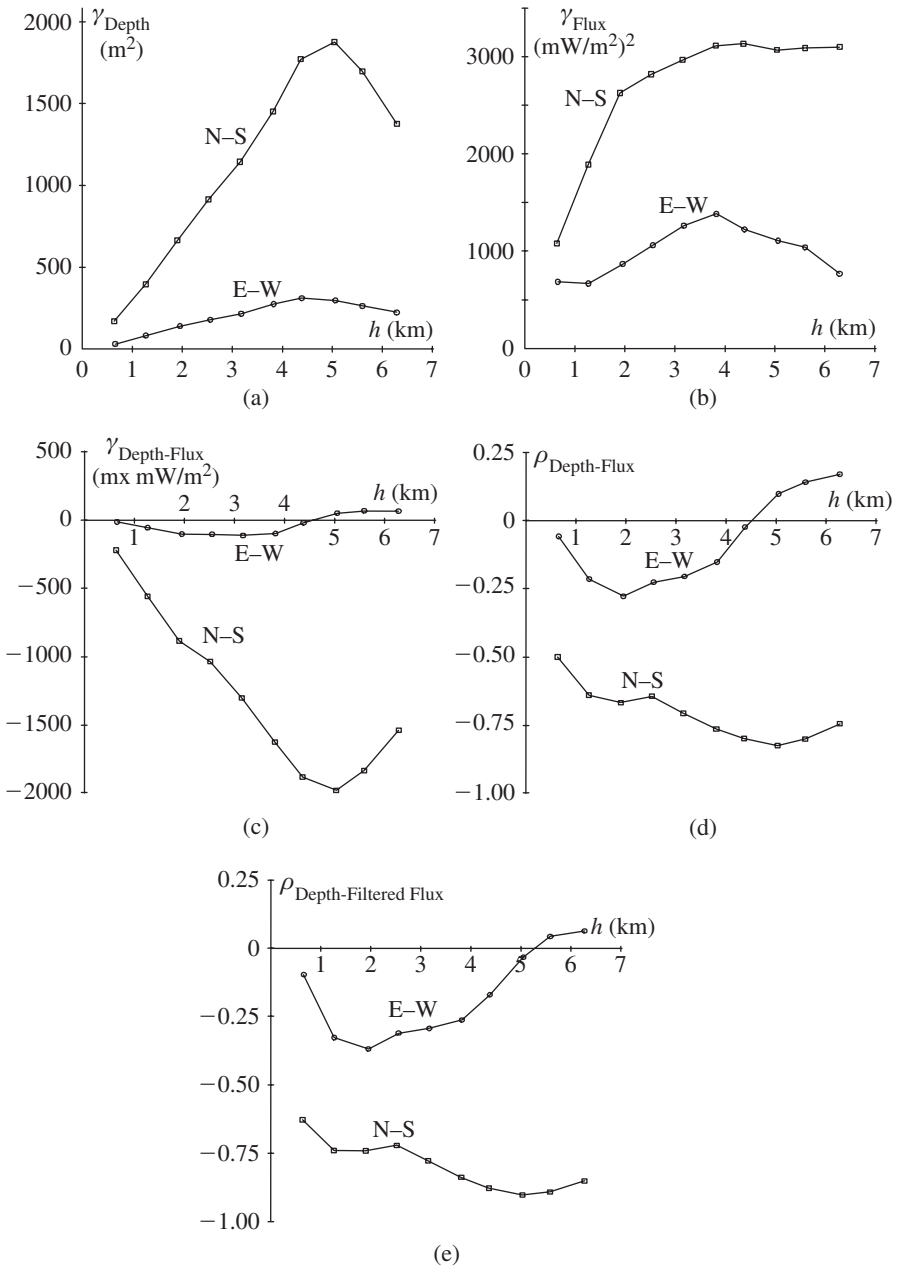 γDepth
(m²)
2000
1500
1000
500
0
N–S
E–W
h (km)
0 1 2 3 4 5 6 7
(a)
γFlux
(mW/m²)²
3000
2000
1000
0
N–S
E–W
h (km)
0 1 2 3 4 5 6 7
(b)
γDepth-Flux
(mx mW/m²)
500
0
−500
−1000
−1500
−2000
h (km)
1 2 3 4 5 6 7
E–W
N–S
(c)
ρDepth-Flux
0.25
0
−0.25
−0.50
−0.75
−1.00
h (km)
1 2 3 4 5 6 7
E–W
N–S
(d)
ρDepth-Filtered Flux
0.25
0
−0.25
−0.50
−0.75
−1.00
h (km)
1 2 3 4 5 6 7
E–W
N–S
(e)